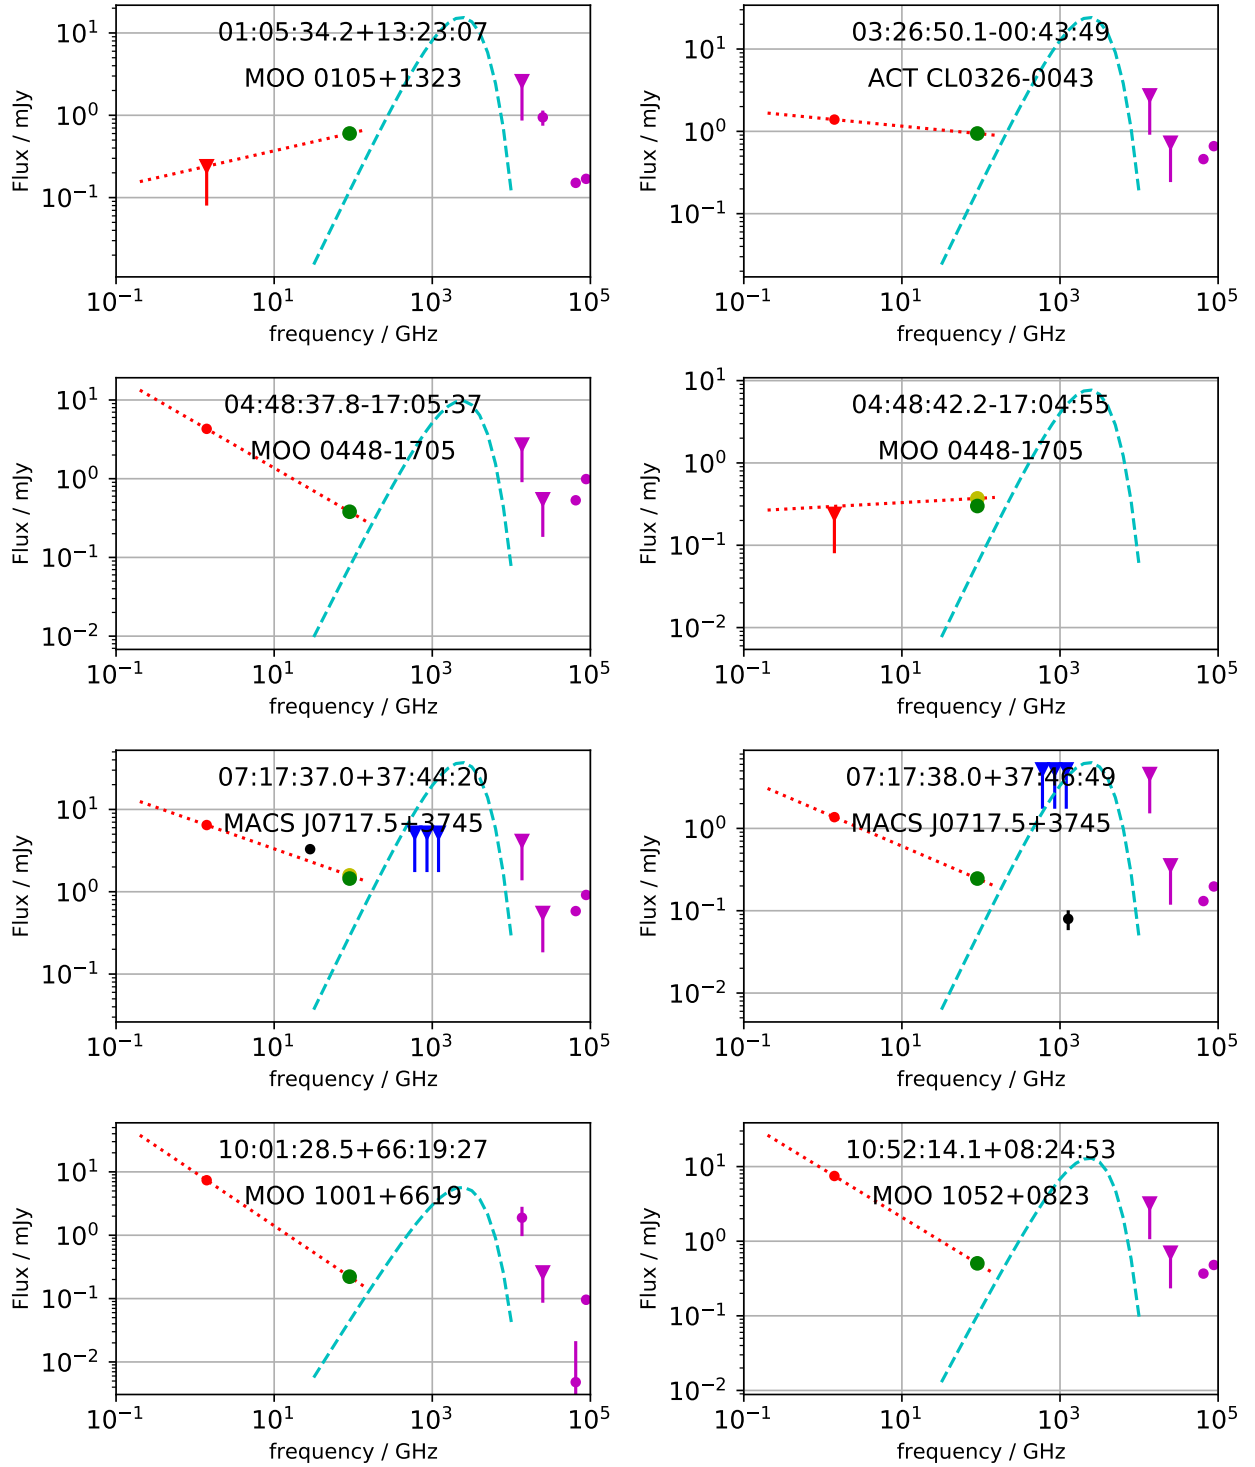 01:05:34.2+13:23:07
MOO 0105+1323
Flux / mJy
10^1
10^0
10^-1
10^-1 10^1 10^3 10^5
frequency / GHz
03:26:50.1-00:43:49
ACT CL0326-0043
Flux / mJy
10^1
10^0
10^-1
10^-1 10^1 10^3 10^5
frequency / GHz
04:48:37.8-17:05:37
MOO 0448-1705
Flux / mJy
10^1
10^0
10^-1
10^-2
10^-1 10^1 10^3 10^5
frequency / GHz
04:48:42.2-17:04:55
MOO 0448-1705
Flux / mJy
10^1
10^0
10^-1
10^-2
10^-1 10^1 10^3 10^5
frequency / GHz
07:17:37.0+37:44:20
MACS J0717.5+3745
Flux / mJy
10^1
10^0
10^-1
10^-1 10^1 10^3 10^5
frequency / GHz
07:17:38.0+37:46:49
MACS J0717.5+3745
Flux / mJy
10^0
10^-1
10^-2
10^-1 10^1 10^3 10^5
frequency / GHz
10:01:28.5+66:19:27
MOO 1001+6619
Flux / mJy
10^1
10^0
10^-1
10^-2
10^-1 10^1 10^3 10^5
frequency / GHz
10:52:14.1+08:24:53
MOO 1052+0823
Flux / mJy
10^1
10^0
10^-1
10^-2
10^-1 10^1 10^3 10^5
frequency / GHz